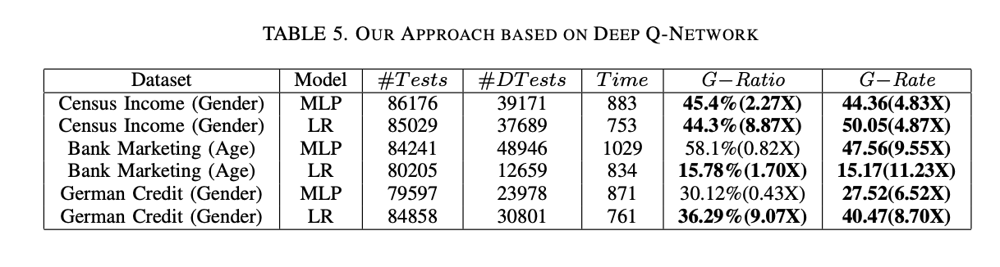 TABLE 5. OUR APPROACH BASED ON DEEP Q-NETWORK
Dataset Model #Tests #DTests Time G−Ratio G−Rate
Census Income (Gender) MLP 86176 39171 883 45.4%(2.27X) 44.36(4.83X)
Census Income (Gender) LR 85029 37689 753 44.3%(8.87X) 50.05(4.87X)
Bank Marketing (Age) MLP 84241 48946 1029 58.1%(0.82X) 47.56(9.55X)
Bank Marketing (Age) LR 80205 12659 834 15.78%(1.70X) 15.17(11.23X)
German Credit (Gender) MLP 79597 23978 871 30.12%(0.43X) 27.52(6.52X)
German Credit (Gender) LR 84858 30801 761 36.29%(9.07X) 40.47(8.70X)